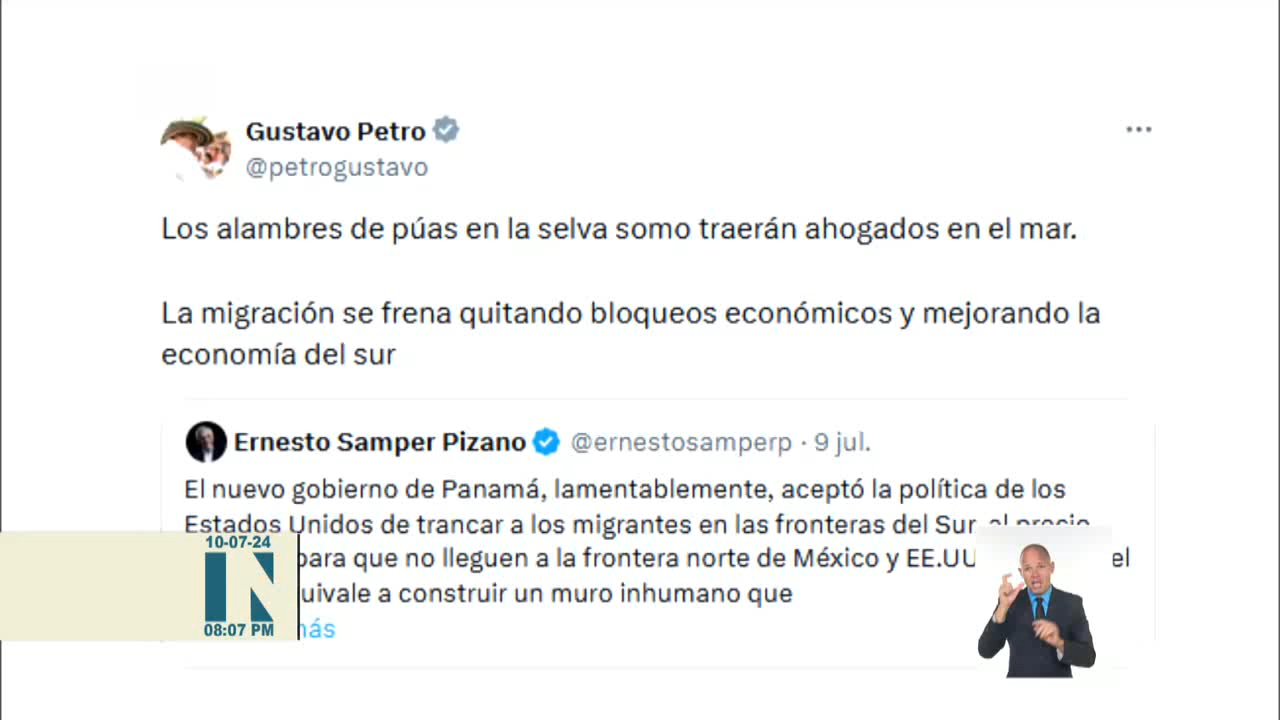 Gustavo Petro
@petrogustavo
Los alambres de púas en la selva somo traerán ahogados en el mar.
La migración se frena quitando bloqueos económicos y mejorando la
economía del sur
Ernesto Samper Pizano @ernestosamperp · 9 jul.
El nuevo gobierno de Panamá, lamentablemente, aceptó la política de los
Estados Unidos de trancar a los migrantes en las fronteras del Sur, al precio
para que no lleguen a la frontera norte de México y EE.UU
a construir un muro inhumano que
10-07-24
IN
08:07 PM